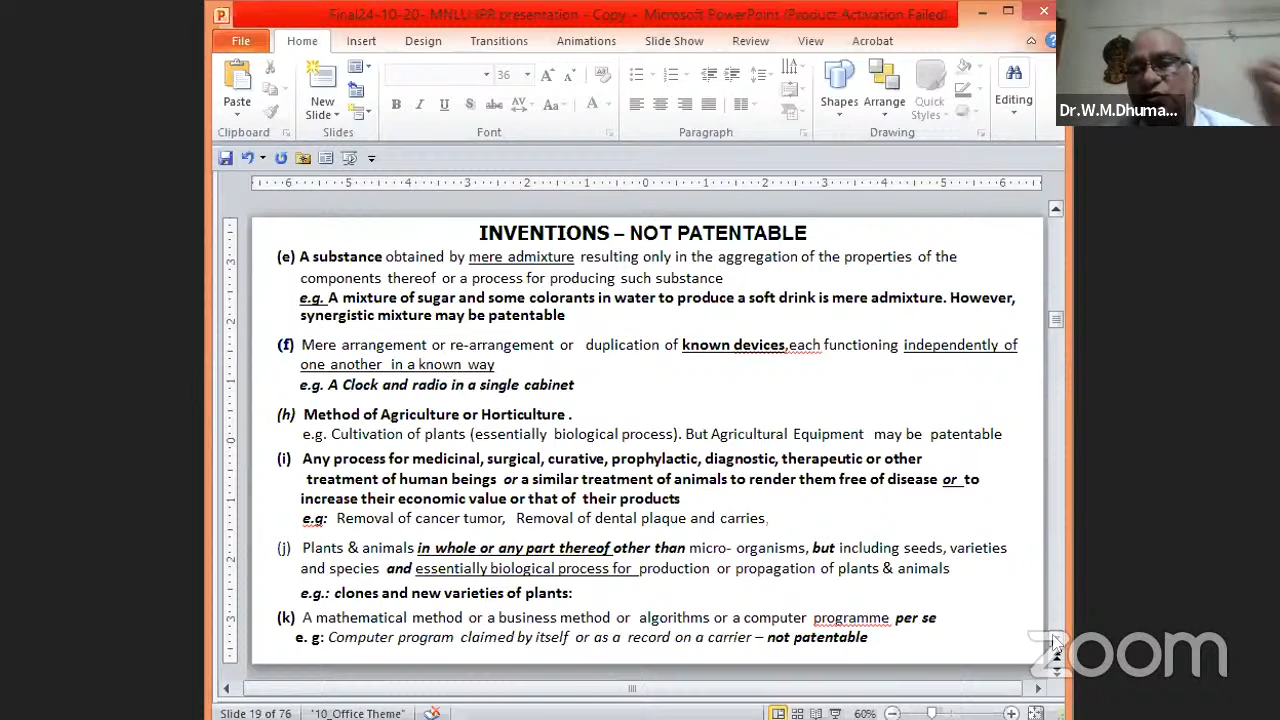 Final24-10-20- MNLUHPR presentation - Copy - Microsoft PowerPoint (Product Activation Failed)
File Home Insert Design Transitions Animations Slide Show Review View Acrobat
36
Paste New Slide Shapes Arrange Quick Styles Editing
Clipboard Slides Font Paragraph Drawing
Dr.W.M.Dhuma...
INVENTIONS – NOT PATENTABLE
(e) A substance obtained by mere admixture resulting only in the aggregation of the properties of the
components thereof or a process for producing such substance
e.g. A mixture of sugar and some colorants in water to produce a soft drink is mere admixture. However,
synergistic mixture may be patentable
(f) Mere arrangement or re-arrangement or duplication of known devices,each functioning independently of
one another in a known way
e.g. A Clock and radio in a single cabinet
(h) Method of Agriculture or Horticulture .
e.g. Cultivation of plants (essentially biological process). But Agricultural Equipment may be patentable
(i) Any process for medicinal, surgical, curative, prophylactic, diagnostic, therapeutic or other
treatment of human beings or a similar treatment of animals to render them free of disease or to
increase their economic value or that of their products
e.g: Removal of cancer tumor, Removal of dental plaque and carries,
(j) Plants & animals in whole or any part thereof other than micro- organisms, but including seeds, varieties
and species and essentially biological process for production or propagation of plants & animals
e.g.: clones and new varieties of plants:
(k) A mathematical method or a business method or algorithms or a computer programme per se
e. g: Computer program claimed by itself or as a record on a carrier – not patentable
zoom
Slide 19 of 76 "10_Office Theme" 60%